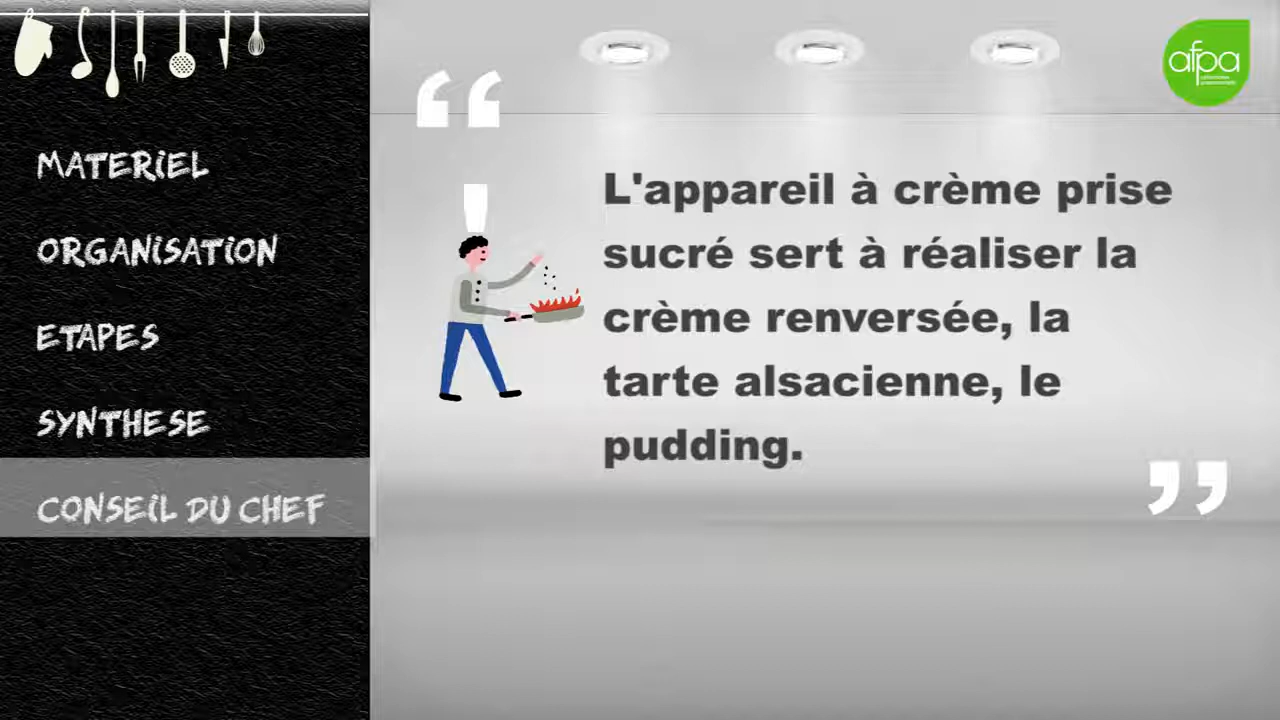 MATERIEL
ORGANISATION
ETAPES
SYNTHESE
CONSEIL DU CHEF
afpa
“
L'appareil à crème prise
sucré sert à réaliser la
crème renversée, la
tarte alsacienne, le
pudding.
”